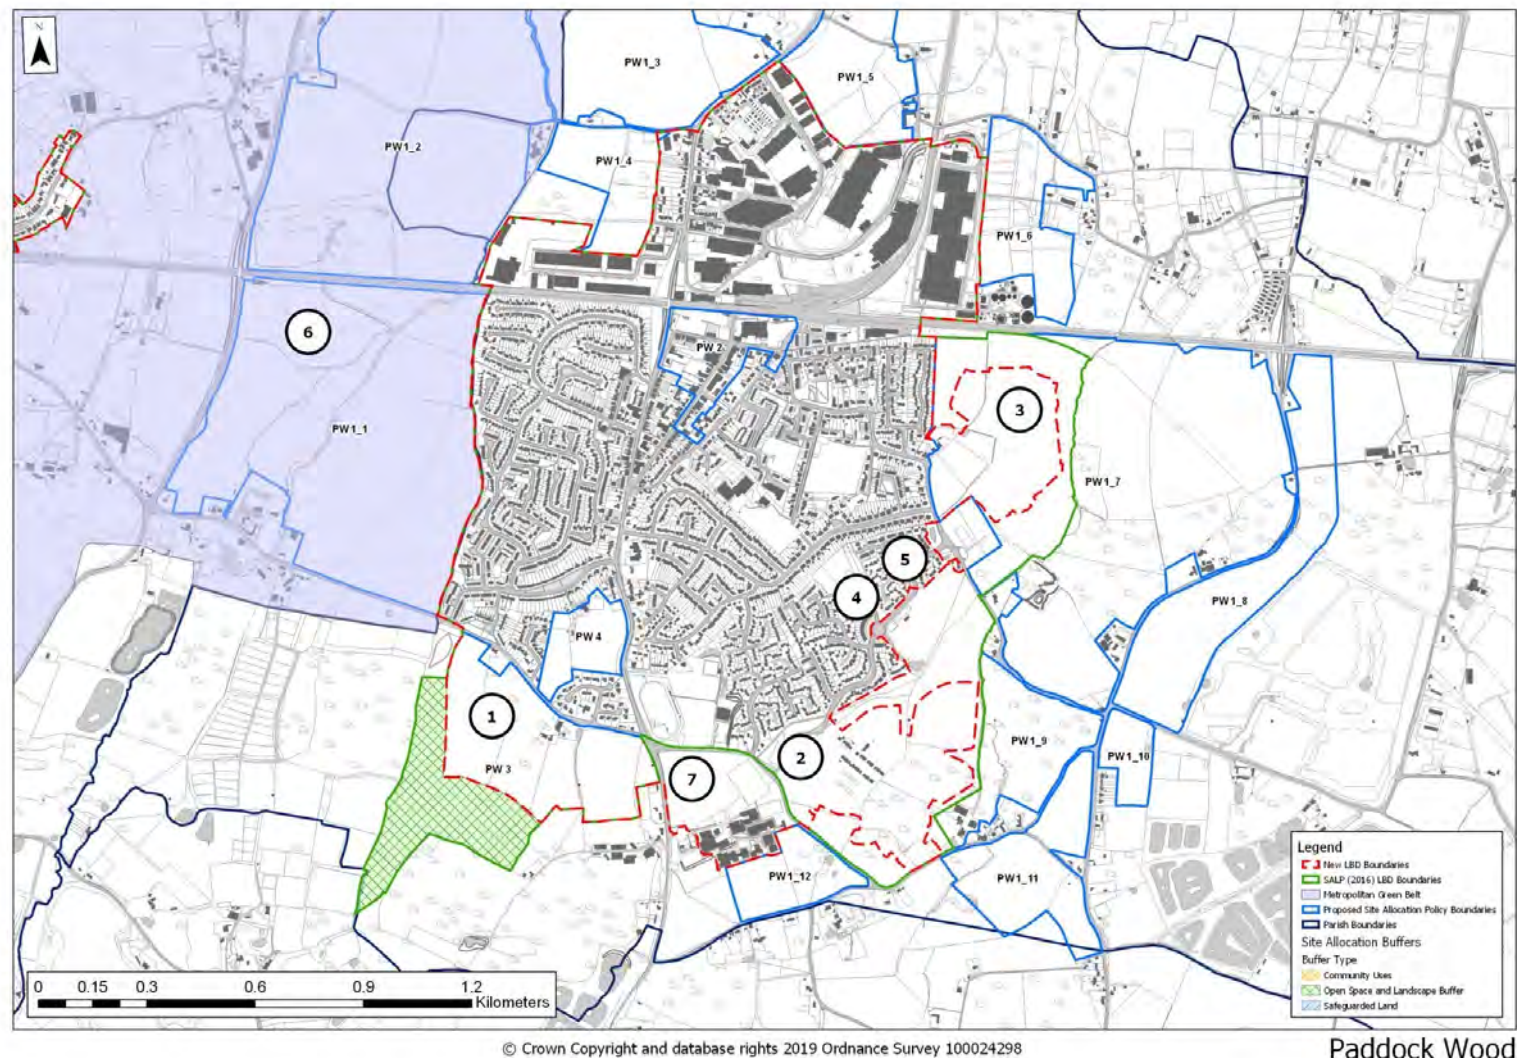 N
PW1_3
PW1_5
PW1_2
PW1_4
PW1_6
6
PW 2
3
PW1_1
PW1_7
5
4
PW1_8
PW 4
1
2
PW1_9
PW1_10
PW 3
7
PW1_12
PW1_11
Legend
New LBD Boundaries
SALP (2016) LBD Boundaries
Metropolitan Green Belt
Proposed Site Allocation Policy Boundaries
Parish Boundaries
Site Allocation Buffers
Buffer Type
Community Uses
Open Space and Landscape Buffer
Safeguarded Land
0 0.15 0.3 0.6 0.9 1.2
Kilometers
© Crown Copyright and database rights 2019 Ordnance Survey 100024298
Paddock Wood